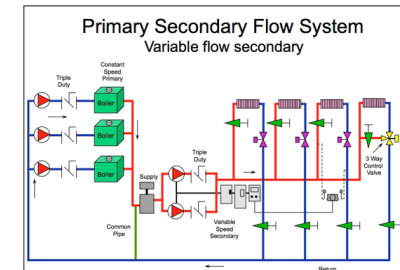 Primary Secondary Flow System
Variable flow secondary
Triple
Duty
Constant
Speed
Primary
Boiler
Boiler
Boiler
Supply
Triple
Duty
3 Way
Control
Valve
Common
Pipe
Variable
Speed
Secondary
Return